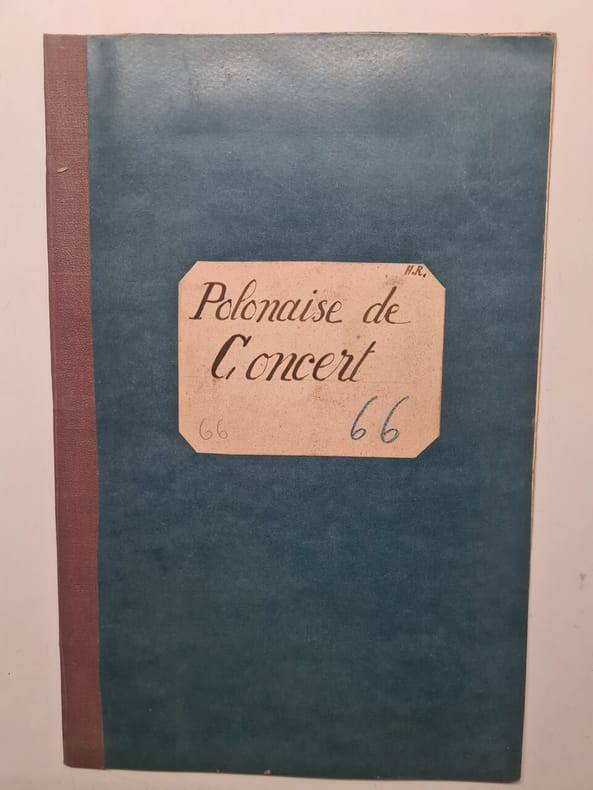 H.R.
Polonaise de
Concert
66 66